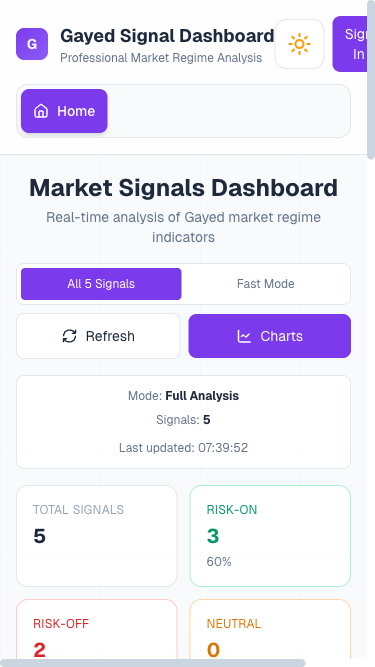 G
Gayed Signal Dashboard
Professional Market Regime Analysis
Sign
In
Home
Market Signals Dashboard
Real-time analysis of Gayed market regime
indicators
All 5 Signals
Fast Mode
Refresh
Charts
Mode: Full Analysis
Signals: 5
Last updated: 07:39:52
TOTAL SIGNALS
5
RISK-ON
3
60%
RISK-OFF
2
NEUTRAL
0